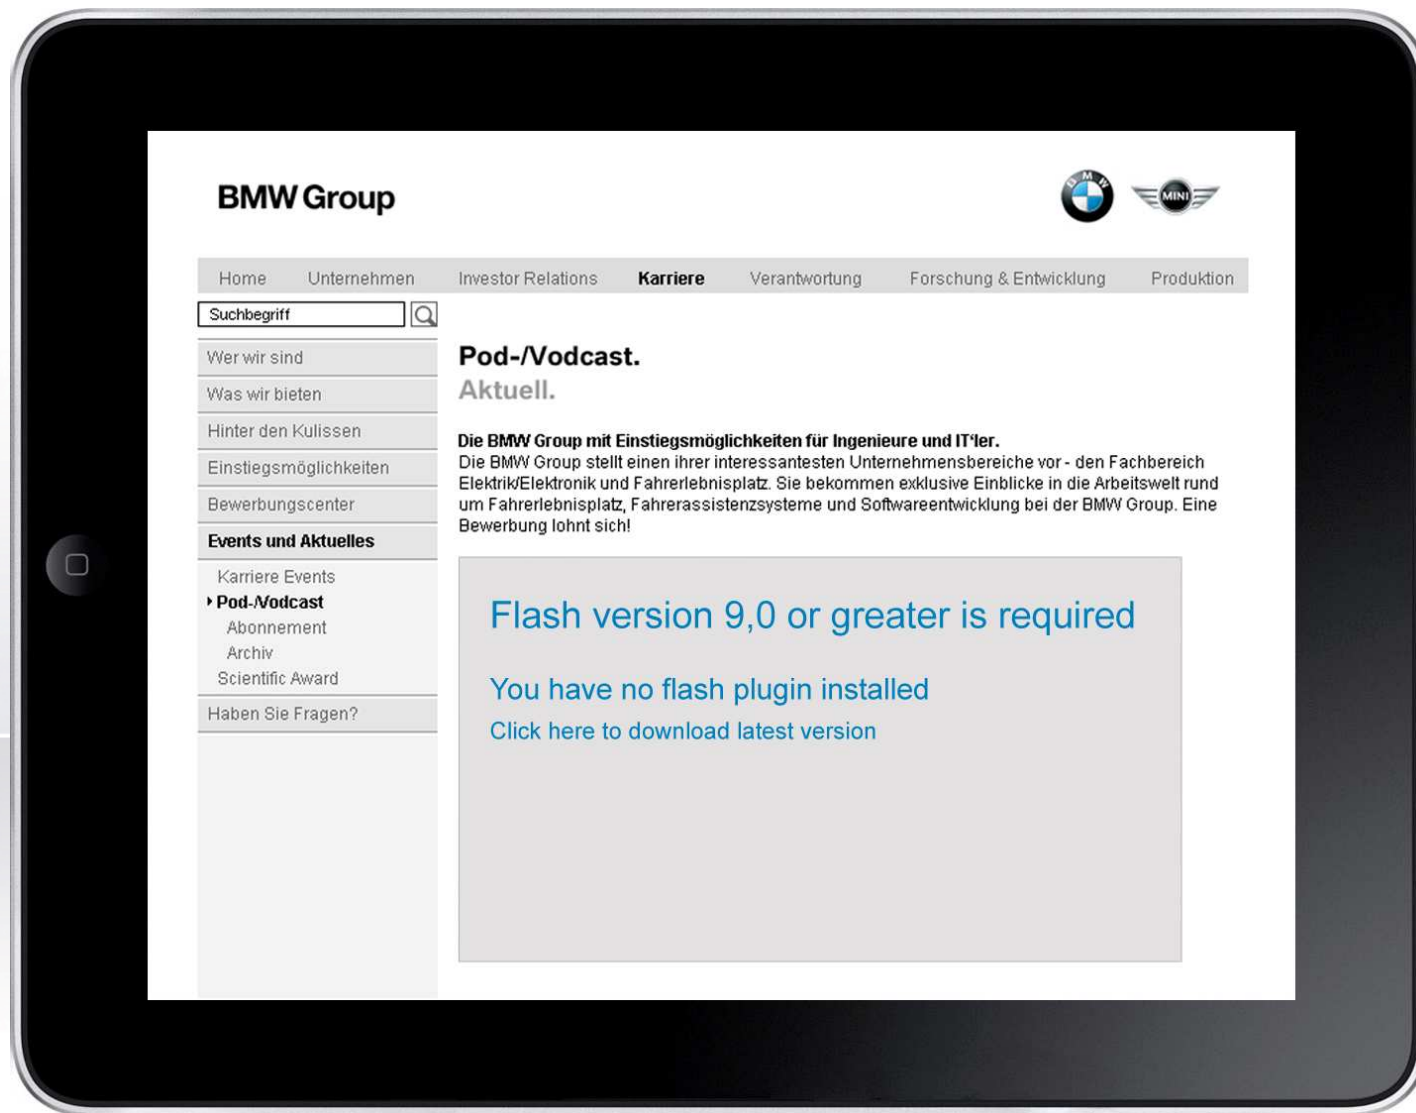 BMW Group
BMW
MINI
Home Unternehmen Investor Relations Karriere Verantwortung Forschung & Entwicklung Produktion
Suchbegriff
Wer wir sind
Was wir bieten
Hinter den Kulissen
Einstiegsmöglichkeiten
Bewerbungscenter
Events und Aktuelles
Karriere Events
Pod-/Vodcast
Abonnement
Archiv
Scientific Award
Haben Sie Fragen?
Pod-/Vodcast.
Aktuell.
Die BMW Group mit Einstiegsmöglichkeiten für Ingenieure und IT‘ler.
Die BMW Group stellt einen ihrer interessantesten Unternehmensbereiche vor - den Fachbereich
Elektrik/Elektronik und Fahrerlebnisplatz. Sie bekommen exklusive Einblicke in die Arbeitswelt rund
um Fahrerlebnisplatz, Fahrerassistenzsysteme und Softwareentwicklung bei der BMW Group. Eine
Bewerbung lohnt sich!
Flash version 9,0 or greater is required
You have no flash plugin installed
Click here to download latest version